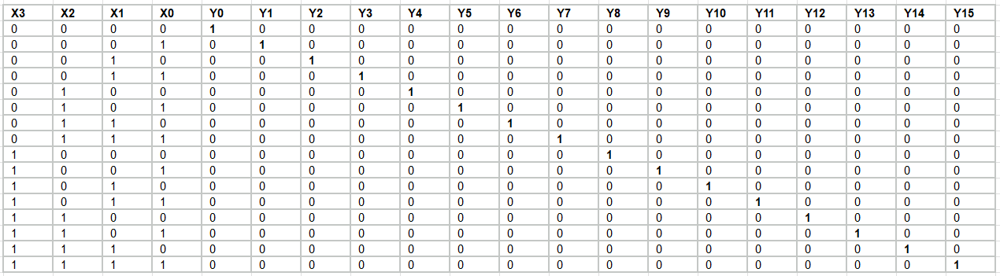 X3 X2 X1 X0 Y0 Y1 Y2 Y3 Y4 Y5 Y6 Y7 Y8 Y9 Y10 Y11 Y12 Y13 Y14 Y15
0 0 0 0 1 0 0 0 0 0 0 0 0 0 0 0 0 0 0 0
0 0 0 1 0 1 0 0 0 0 0 0 0 0 0 0 0 0 0 0
0 0 1 0 0 0 1 0 0 0 0 0 0 0 0 0 0 0 0 0
0 0 1 1 0 0 0 1 0 0 0 0 0 0 0 0 0 0 0 0
0 1 0 0 0 0 0 0 1 0 0 0 0 0 0 0 0 0 0 0
0 1 0 1 0 0 0 0 0 1 0 0 0 0 0 0 0 0 0 0
0 1 1 0 0 0 0 0 0 0 1 0 0 0 0 0 0 0 0 0
0 1 1 1 0 0 0 0 0 0 0 1 0 0 0 0 0 0 0 0
1 0 0 0 0 0 0 0 0 0 0 0 1 0 0 0 0 0 0 0
1 0 0 1 0 0 0 0 0 0 0 0 0 1 0 0 0 0 0 0
1 0 1 0 0 0 0 0 0 0 0 0 0 0 1 0 0 0 0 0
1 0 1 1 0 0 0 0 0 0 0 0 0 0 0 1 0 0 0 0
1 1 0 0 0 0 0 0 0 0 0 0 0 0 0 0 1 0 0 0
1 1 0 1 0 0 0 0 0 0 0 0 0 0 0 0 0 1 0 0
1 1 1 0 0 0 0 0 0 0 0 0 0 0 0 0 0 0 1 0
1 1 1 1 0 0 0 0 0 0 0 0 0 0 0 0 0 0 0 1